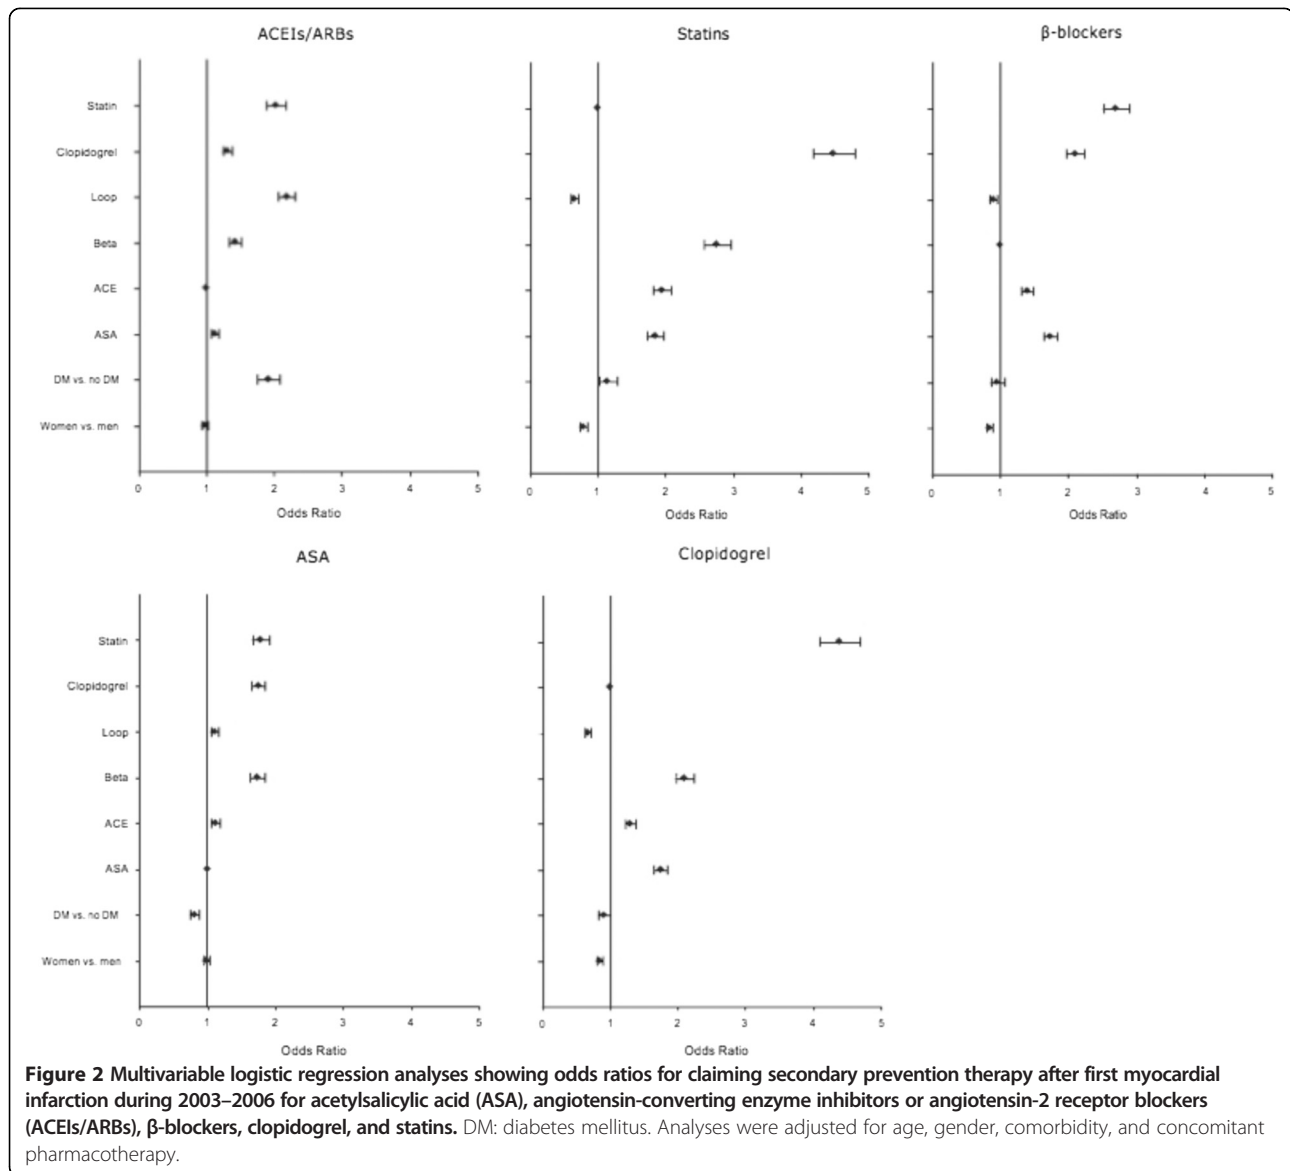 ACEIs/ARBs
Statin
Clopidogrel
Loop
Beta
ACE
ASA
DM vs. no DM
Women vs. men
0 1 2 3 4 5
Odds Ratio
Statins
0 1 2 3 4 5
Odds Ratio
β-blockers
0 1 2 3 4 5
Odds Ratio
ASA
Statin
Clopidogrel
Loop
Beta
ACE
ASA
DM vs. no DM
Women vs. men
0 1 2 3 4 5
Odds Ratio
Clopidogrel
0 1 2 3 4 5
Odds Ratio
Figure 2 Multivariable logistic regression analyses showing odds ratios for claiming secondary prevention therapy after first myocardial
infarction during 2003–2006 for acetylsalicylic acid (ASA), angiotensin-converting enzyme inhibitors or angiotensin-2 receptor blockers
(ACEIs/ARBs), β-blockers, clopidogrel, and statins. DM: diabetes mellitus. Analyses were adjusted for age, gender, comorbidity, and concomitant
pharmacotherapy.